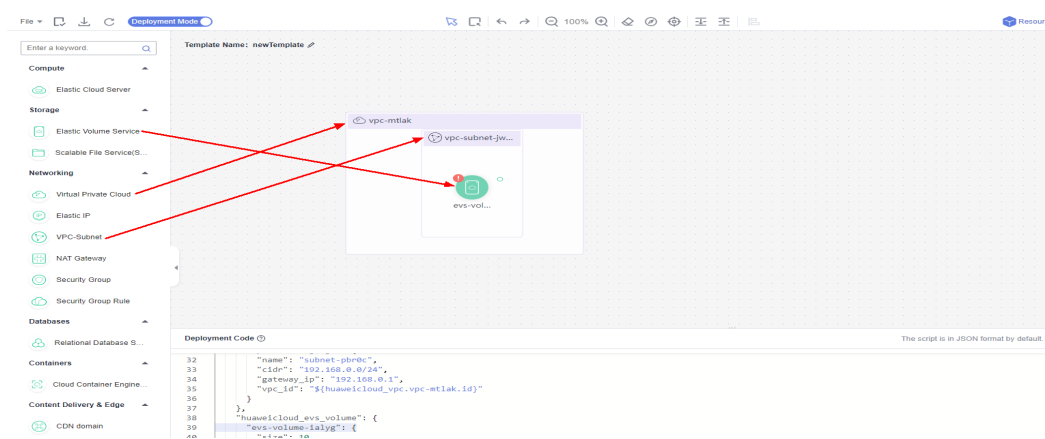 File
Deployment Mode
100%
Resour
Enter a keyword.
Template Name: newTemplate
Compute
Elastic Cloud Server
Storage
Elastic Volume Service
Scalable File Service(S...
Networking
Virtual Private Cloud
Elastic IP
VPC-Subnet
NAT Gateway
Security Group
Security Group Rule
Databases
Relational Database S...
Containers
Cloud Container Engine...
Content Delivery & Edge
CDN domain
vpc-mtlak
vpc-subnet-jw...
evs-vol...
Deployment Code
The script is in JSON format by default
32 "name": "subnet-pbr0c",
33 "cidr": "192.168.0.0/24",
34 "gateway_ip": "192.168.0.1",
35 "vpc_id": "${huaweicloud_vpc.vpc-mtlak.id}"
36 }
37 },
38 "huaweicloud_evs_volume": {
39 "evs-volume-ialyg": {
40 "size": 10